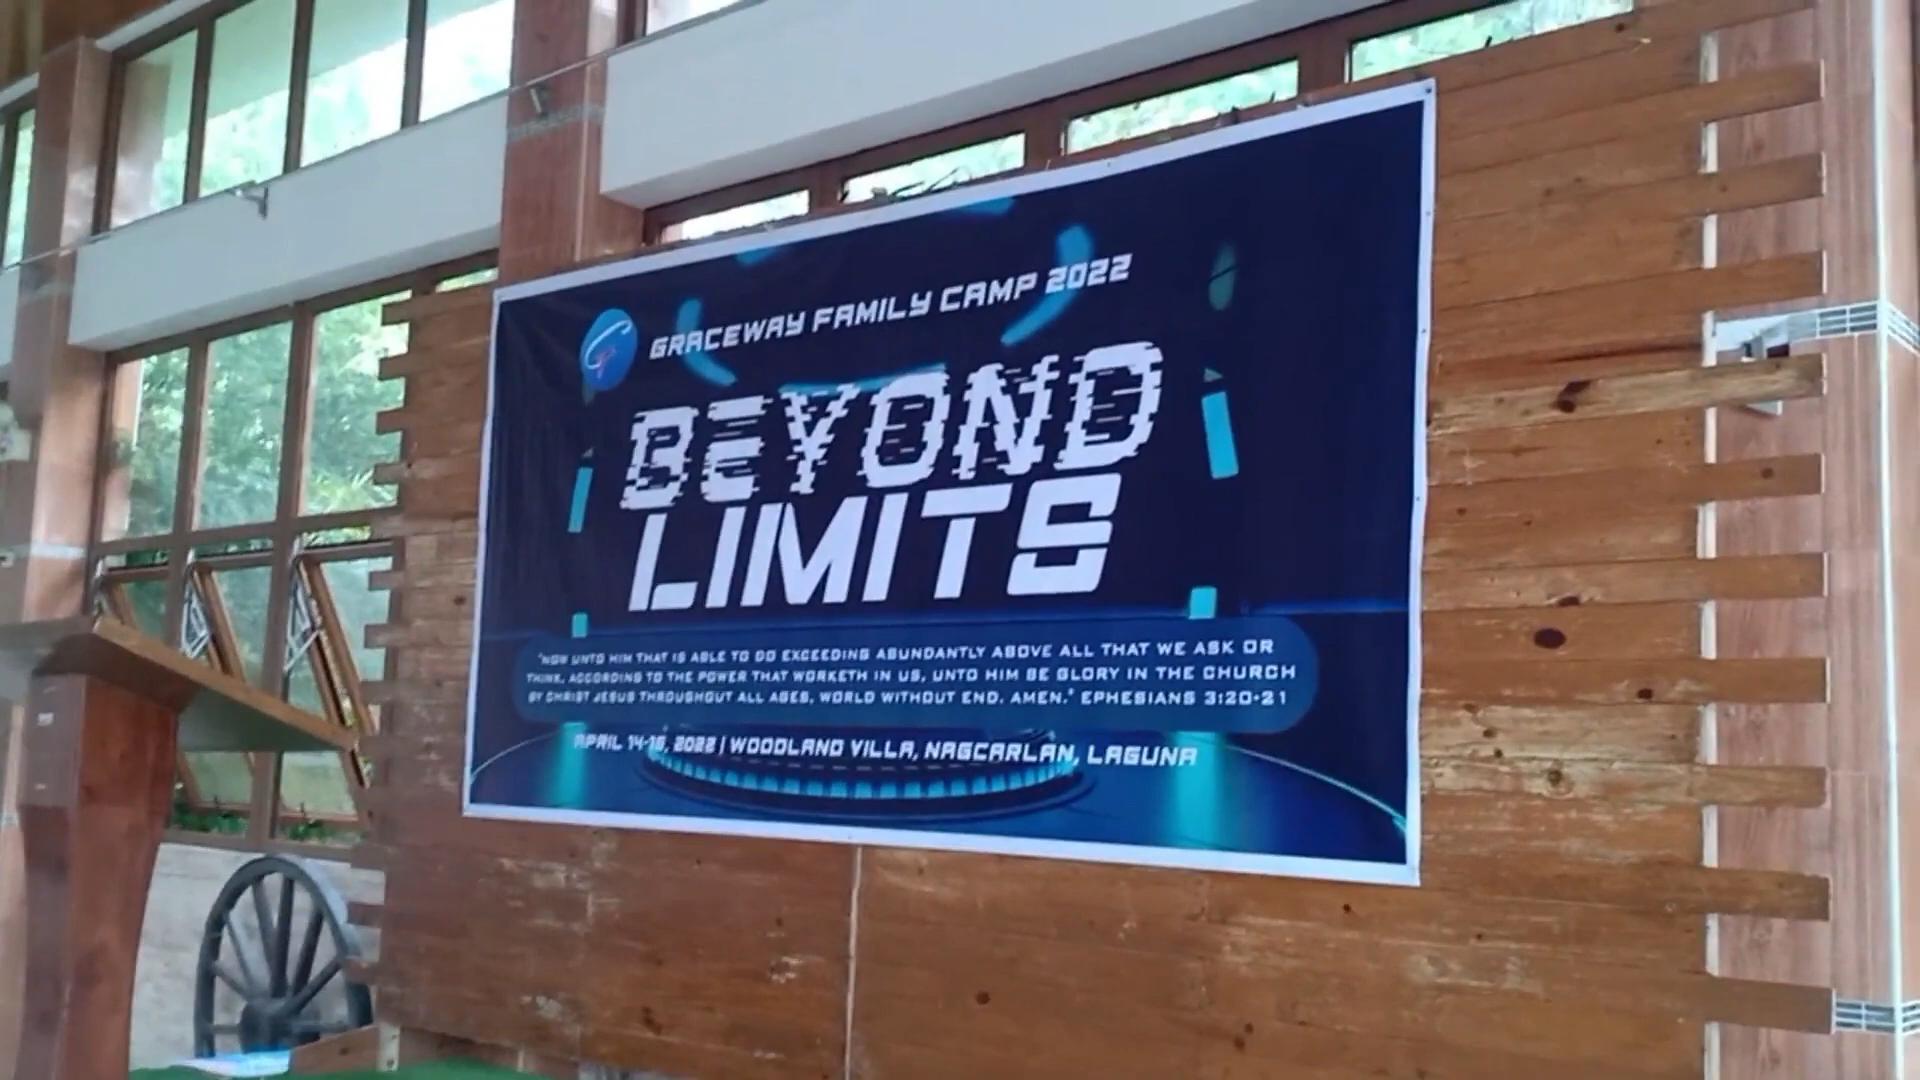 GRACEWAY FAMILY CAMP 2022
BEYOND
LIMITS
"NOW UNTO HIM THAT IS ABLE TO DO EXCEEDING ABUNDANTLY ABOVE ALL THAT WE ASK OR
THINK, ACCORDING TO THE POWER THAT WORKETH IN US, UNTO HIM BE GLORY IN THE CHURCH
BY CHRIST JESUS THROUGHOUT ALL AGES, WORLD WITHOUT END. AMEN." EPHESIANS 3:20-21
APRIL 2022 | WOODLAND VILLA, NAGCARLAN, LAGUNA